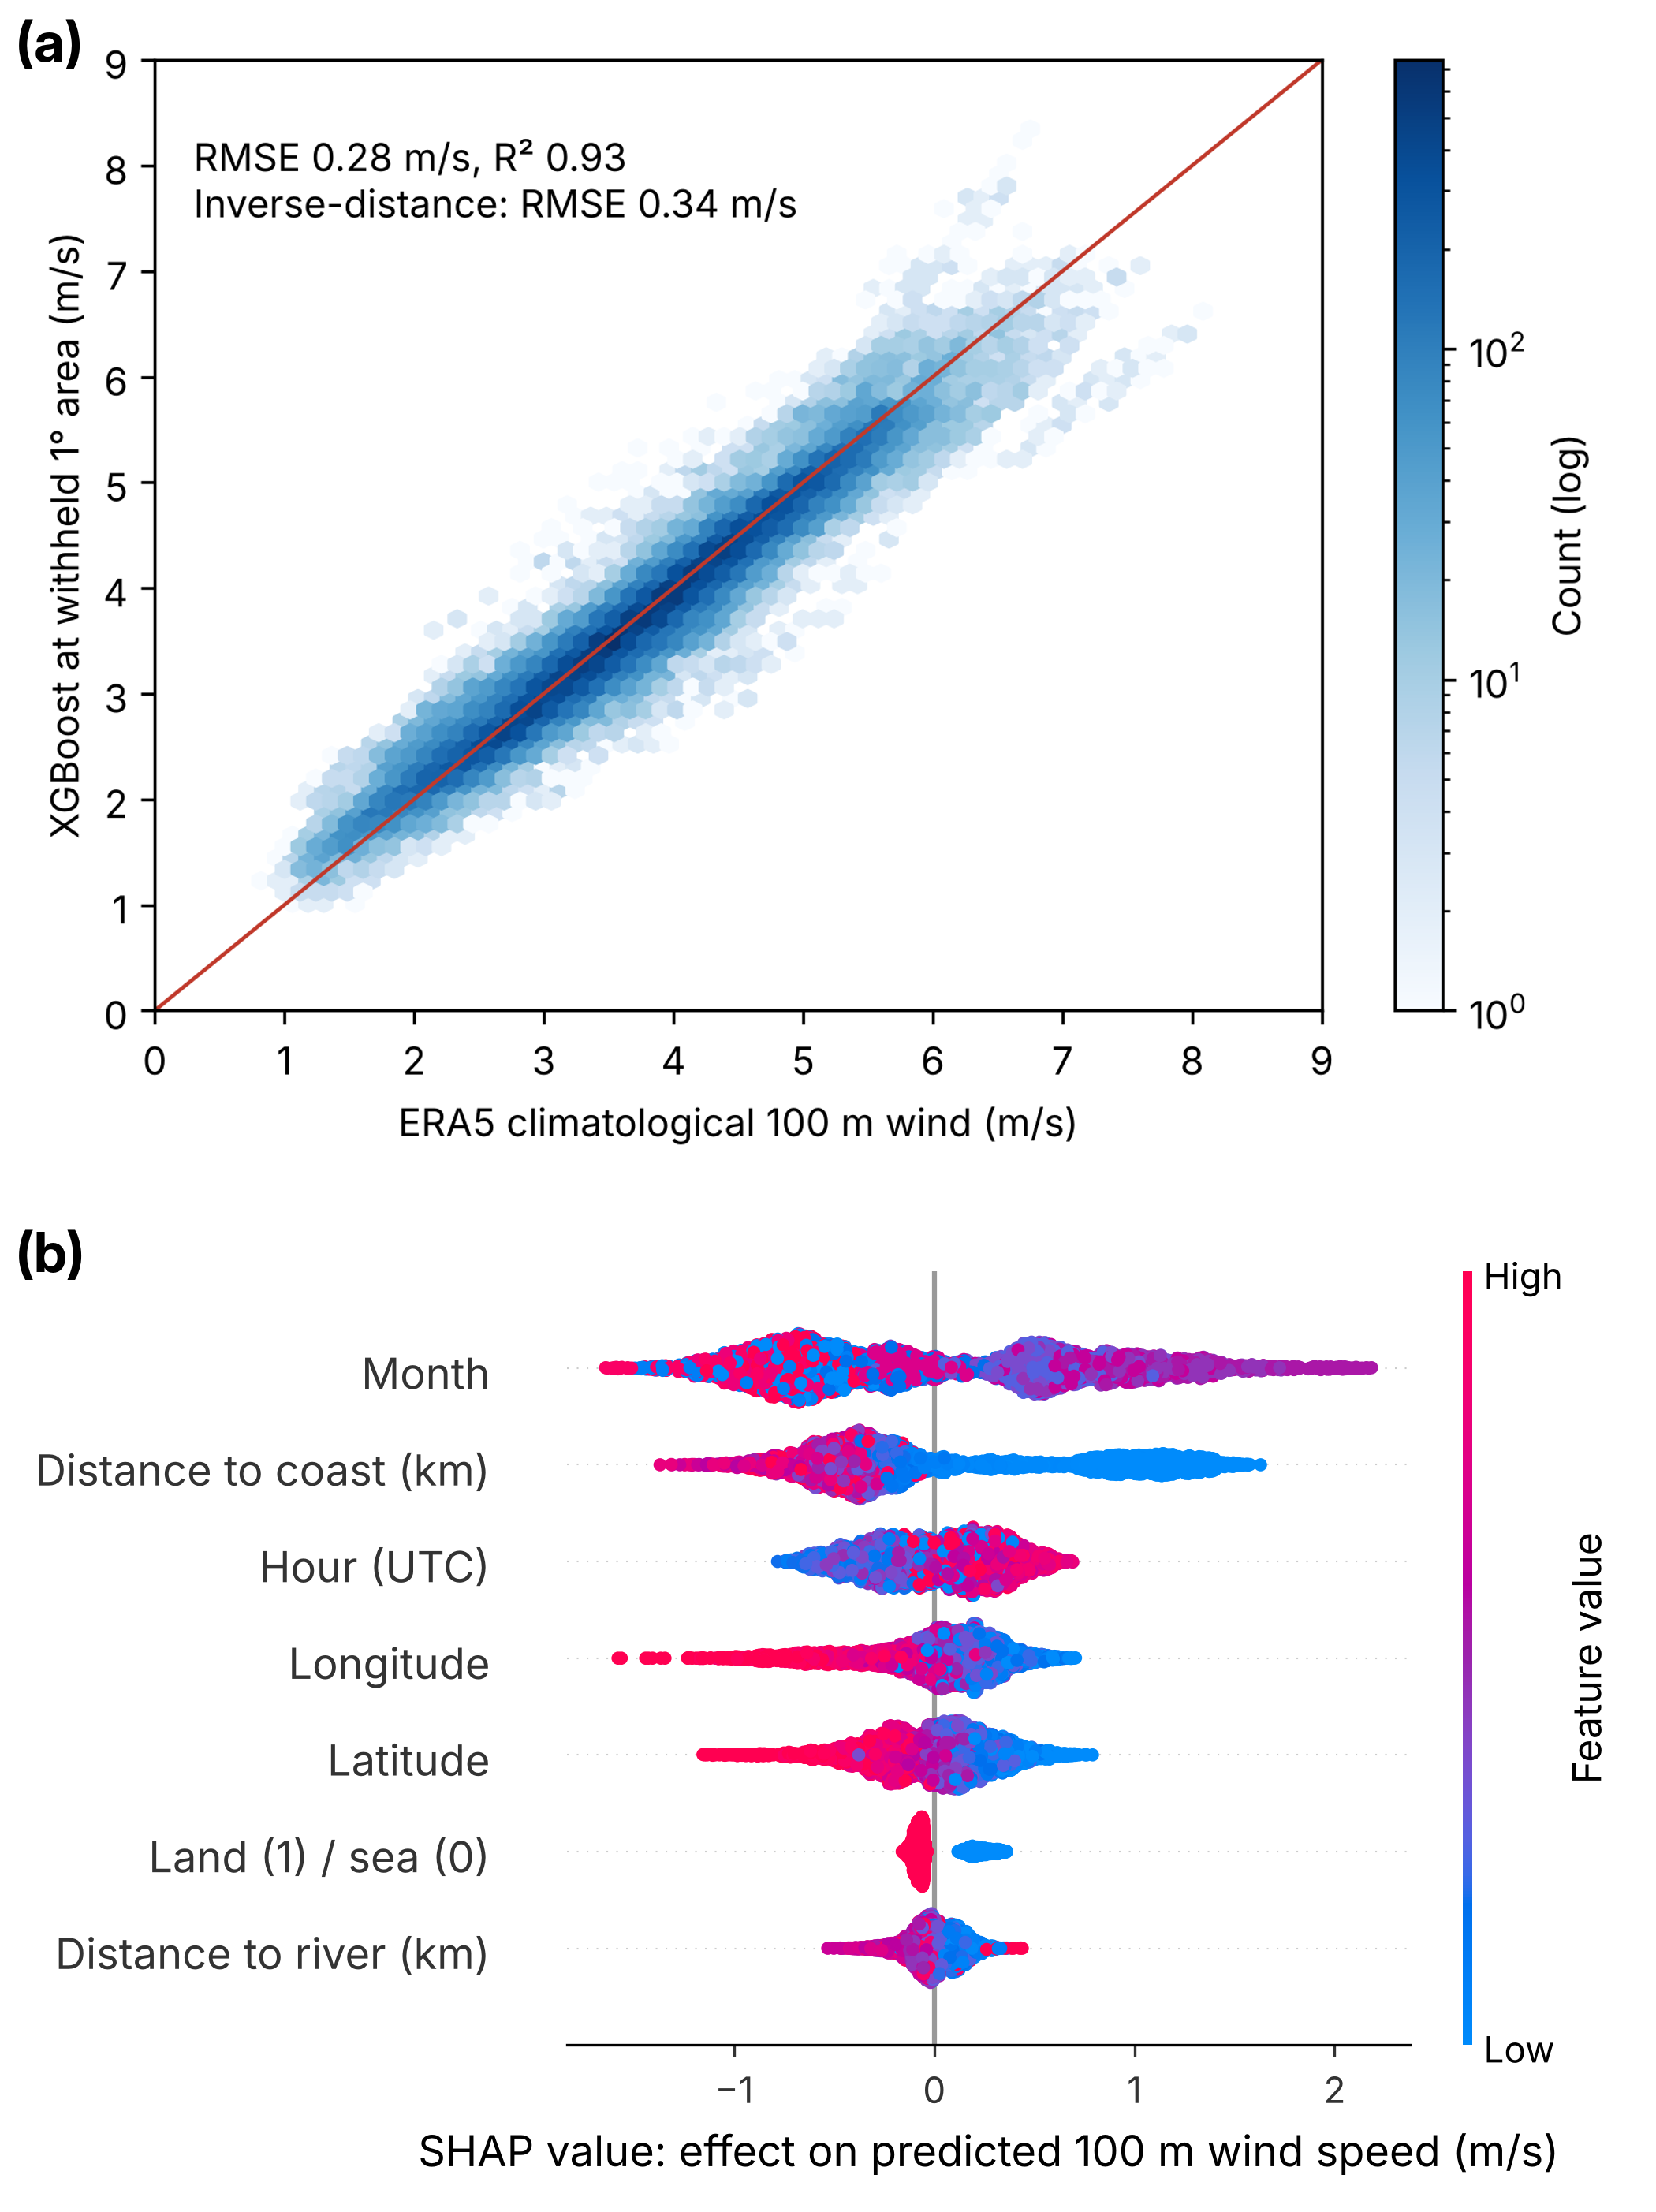 (a)
9
8
7
6
5
4
3
2
1
0
XGBoost at withheld 1° area (m/s)
RMSE 0.28 m/s, R² 0.93
Inverse-distance: RMSE 0.34 m/s
0 1 2 3 4 5 6 7 8 9
ERA5 climatological 100 m wind (m/s)
10²
10¹
10⁰
Count (log)
(b)
Month
Distance to coast (km)
Hour (UTC)
Longitude
Latitude
Land (1) / sea (0)
Distance to river (km)
−1 0 1 2
SHAP value: effect on predicted 100 m wind speed (m/s)
High
Low
Feature value